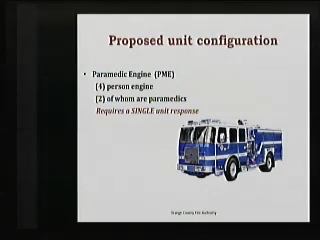 Proposed unit configuration
• Paramedic Engine (PME)
(4) person engine
(2) of whom are paramedics
Requires a SINGLE unit response
Orange County Fire Authority